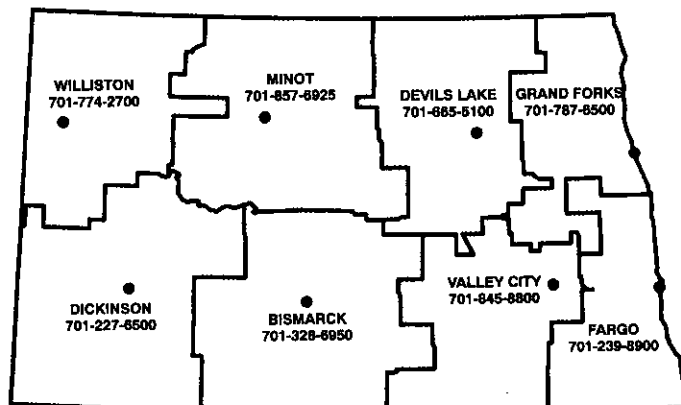 WILLISTON
701-774-2700
MINOT
701-857-6925
DEVILS LAKE
701-665-5100
GRAND FORKS
701-787-6500
DICKINSON
701-227-6500
BISMARCK
701-328-6950
VALLEY CITY
701-845-8800
FARGO
701-239-8900